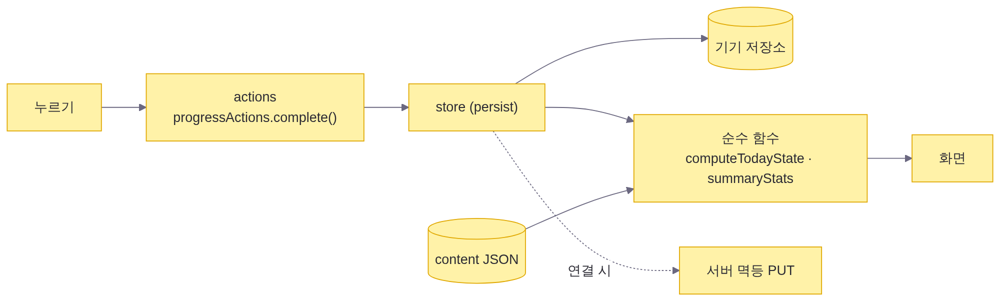 누르기
actions
progressActions.complete()
store (persist)
기기 저장소
순수 함수
computeTodayState ·
summaryStats
화면
content JSON
연결 시
서버 멱등 PUT